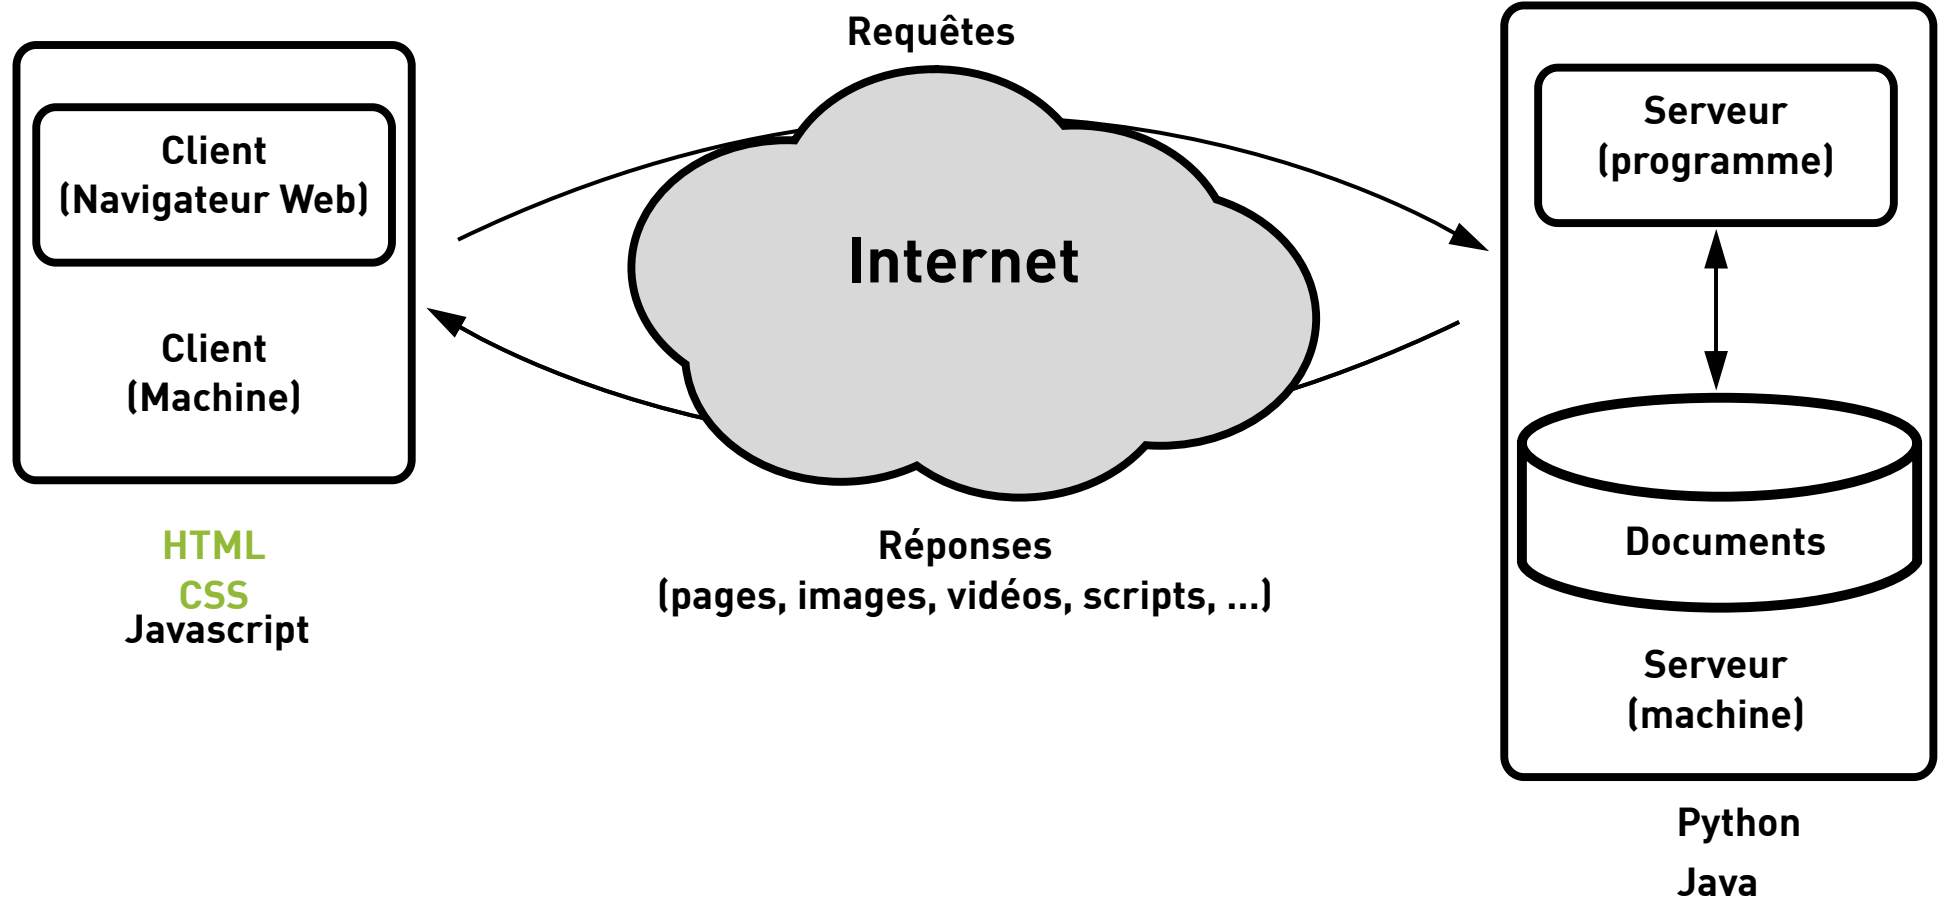 Requêtes
Client
(Navigateur Web)
Client
(Machine)
HTML
CSS
Javascript
Internet
Réponses
(pages, images, vidéos, scripts, ...)
Serveur
(programme)
Documents
Serveur
(machine)
Python
Java